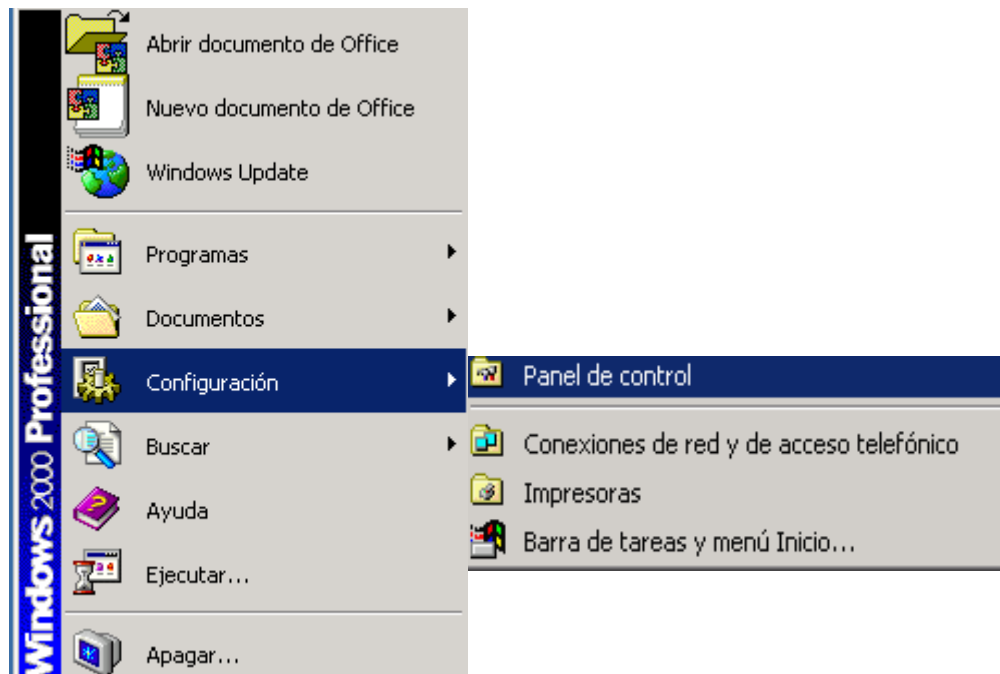 Abrir documento de Office
Nuevo documento de Office
Windows Update
Programas
Documentos
Configuración
Buscar
Ayuda
Ejecutar...
Apagar...
Windows 2000 Professional
Panel de control
Conexiones de red y de acceso telefónico
Impresoras
Barra de tareas y menú Inicio...